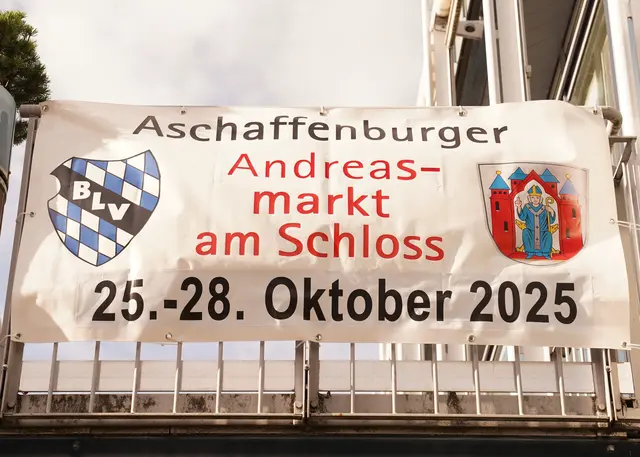 Aschaffenburger
BLV
Andreas-
markt
am Schloss
25.-28. Oktober 2025